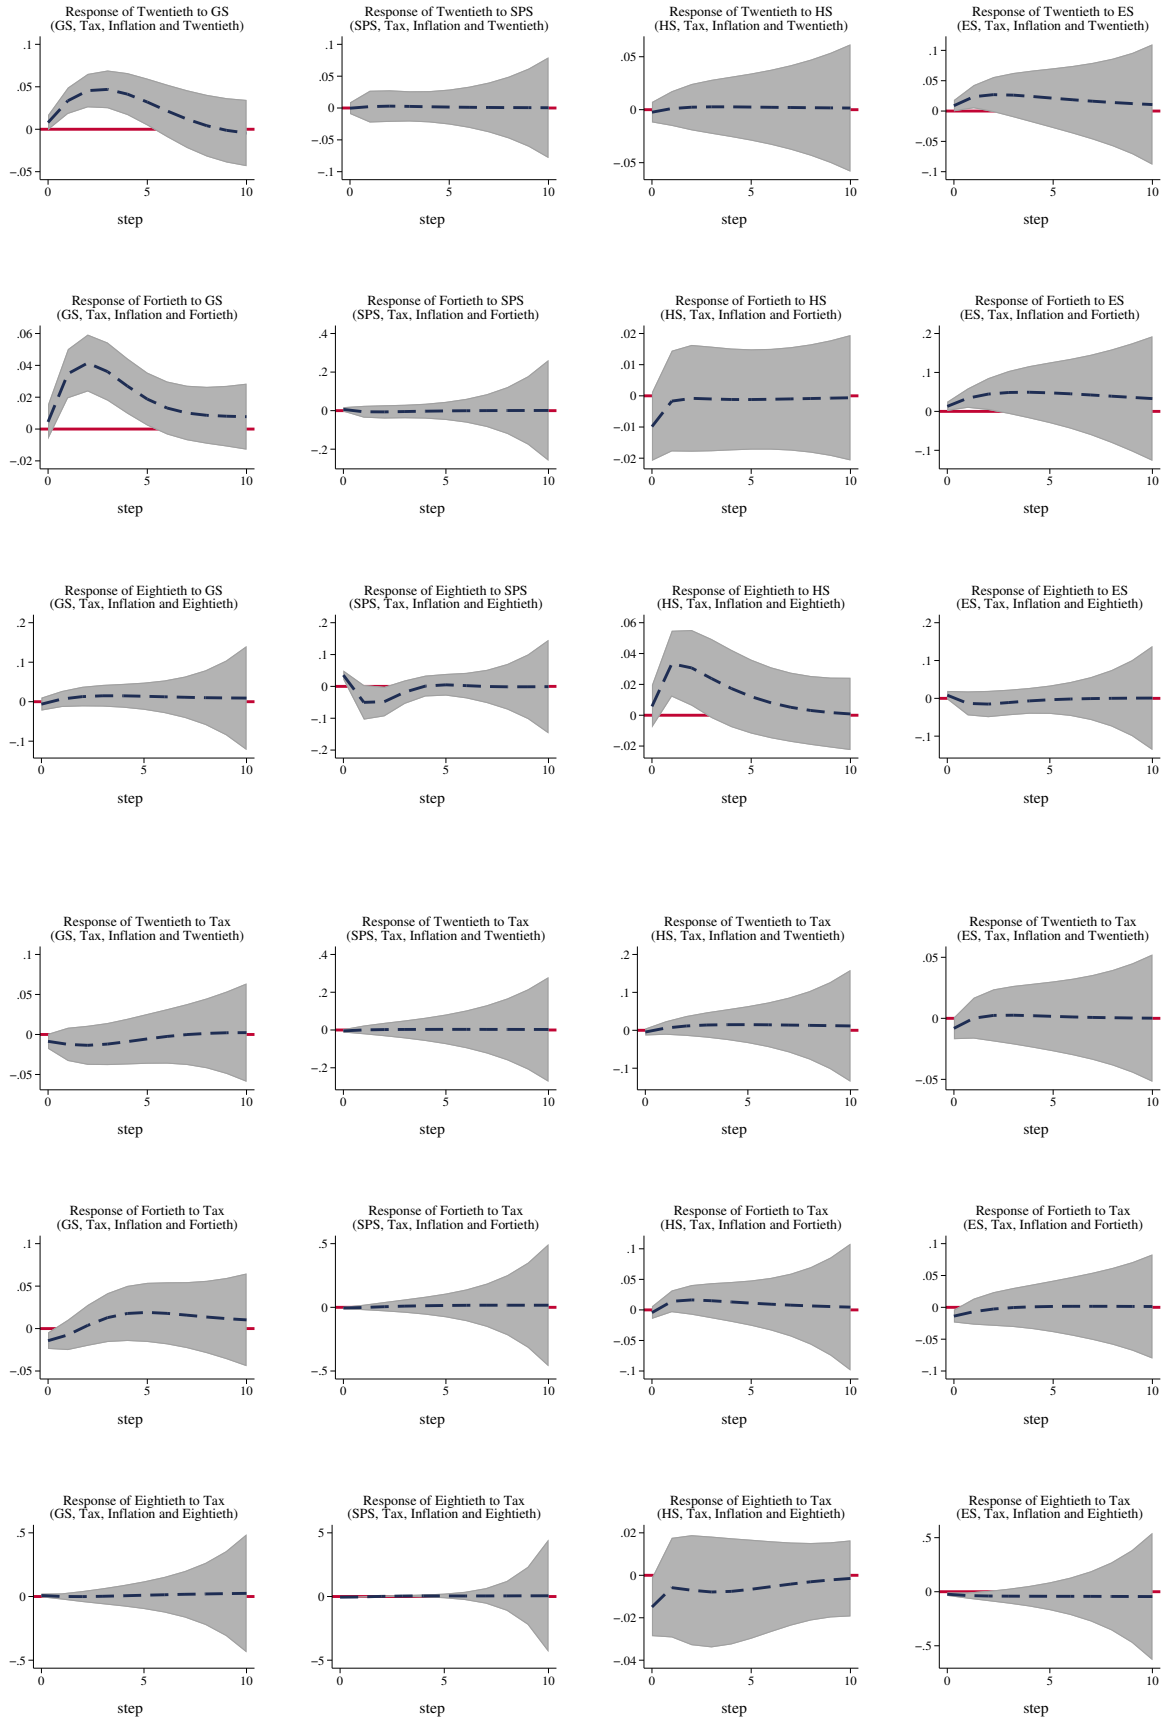 Response of Twentieth to GS
(GS, Tax, Inflation and Twentieth)
.1
.05
0
−.05
0
5
10
step
Response of Twentieth to SPS
(SPS, Tax, Inflation and Twentieth)
.1
.05
0
−.05
−.1
0
5
10
step
Response of Twentieth to HS
(HS, Tax, Inflation and Twentieth)
.05
0
−.05
0
5
10
step
Response of Twentieth to ES
(ES, Tax, Inflation and Twentieth)
.1
.05
0
−.05
−.1
0
5
10
step
Response of Fortieth to GS
(GS, Tax, Inflation and Fortieth)
.06
.04
.02
0
−.02
0
5
10
step
Response of Fortieth to SPS
(SPS, Tax, Inflation and Fortieth)
.4
.2
0
−.2
0
5
10
step
Response of Fortieth to HS
(HS, Tax, Inflation and Fortieth)
.02
.01
0
−.01
−.02
0
5
10
step
Response of Fortieth to ES
(ES, Tax, Inflation and Fortieth)
.2
.1
0
−.1
0
5
10
step
Response of Eightieth to GS
(GS, Tax, Inflation and Eightieth)
.2
.1
0
−.1
0
5
10
step
Response of Eightieth to SPS
(SPS, Tax, Inflation and Eightieth)
.2
.1
0
−.1
−.2
0
5
10
step
Response of Eightieth to HS
(HS, Tax, Inflation and Eightieth)
.06
.04
.02
0
−.02
0
5
10
step
Response of Eightieth to ES
(ES, Tax, Inflation and Eightieth)
.2
.1
0
−.1
0
5
10
step
Response of Twentieth to Tax
(GS, Tax, Inflation and Twentieth)
.1
.05
0
−.05
0
5
10
step
Response of Twentieth to Tax
(SPS, Tax, Inflation and Twentieth)
.4
.2
0
−.2
0
5
10
step
Response of Twentieth to Tax
(HS, Tax, Inflation and Twentieth)
.2
.1
0
−.1
0
5
10
step
Response of Twentieth to Tax
(ES, Tax, Inflation and Twentieth)
.05
0
−.05
0
5
10
step
Response of Fortieth to Tax
(GS, Tax, Inflation and Fortieth)
.1
.05
0
−.05
0
5
10
step
Response of Fortieth to Tax
(SPS, Tax, Inflation and Fortieth)
.5
0
−.5
0
5
10
step
Response of Fortieth to Tax
(HS, Tax, Inflation and Fortieth)
.1
.05
0
−.05
−.1
0
5
10
step
Response of Fortieth to Tax
(ES, Tax, Inflation and Fortieth)
.1
.05
0
−.05
−.1
0
5
10
step
Response of Eightieth to Tax
(GS, Tax, Inflation and Eightieth)
.5
0
−.5
0
5
10
step
Response of Eightieth to Tax
(SPS, Tax, Inflation and Eightieth)
5
0
−5
0
5
10
step
Response of Eightieth to Tax
(HS, Tax, Inflation and Eightieth)
.02
0
−.02
−.04
0
5
10
step
Response of Eightieth to Tax
(ES, Tax, Inflation and Eightieth)
.5
0
−.5
0
5
10
step